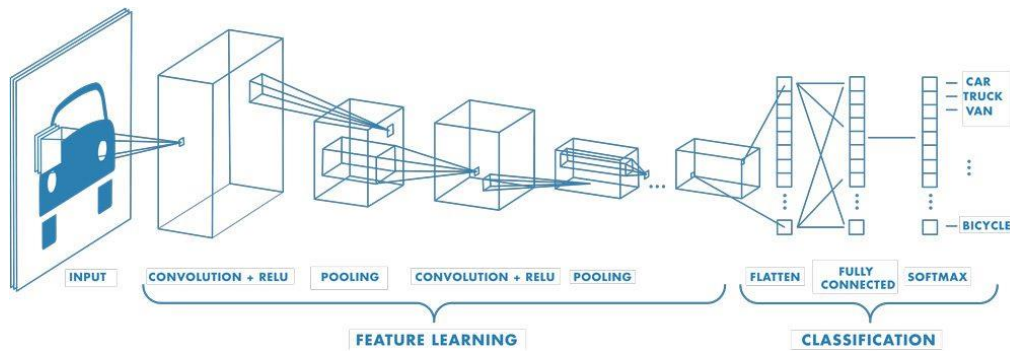 CAR
TRUCK
VAN
BICYCLE
INPUT
CONVOLUTION + RELU
POOLING
CONVOLUTION + RELU
POOLING
FLATTEN
FULLY
CONNECTED
SOFTMAX
FEATURE LEARNING
CLASSIFICATION